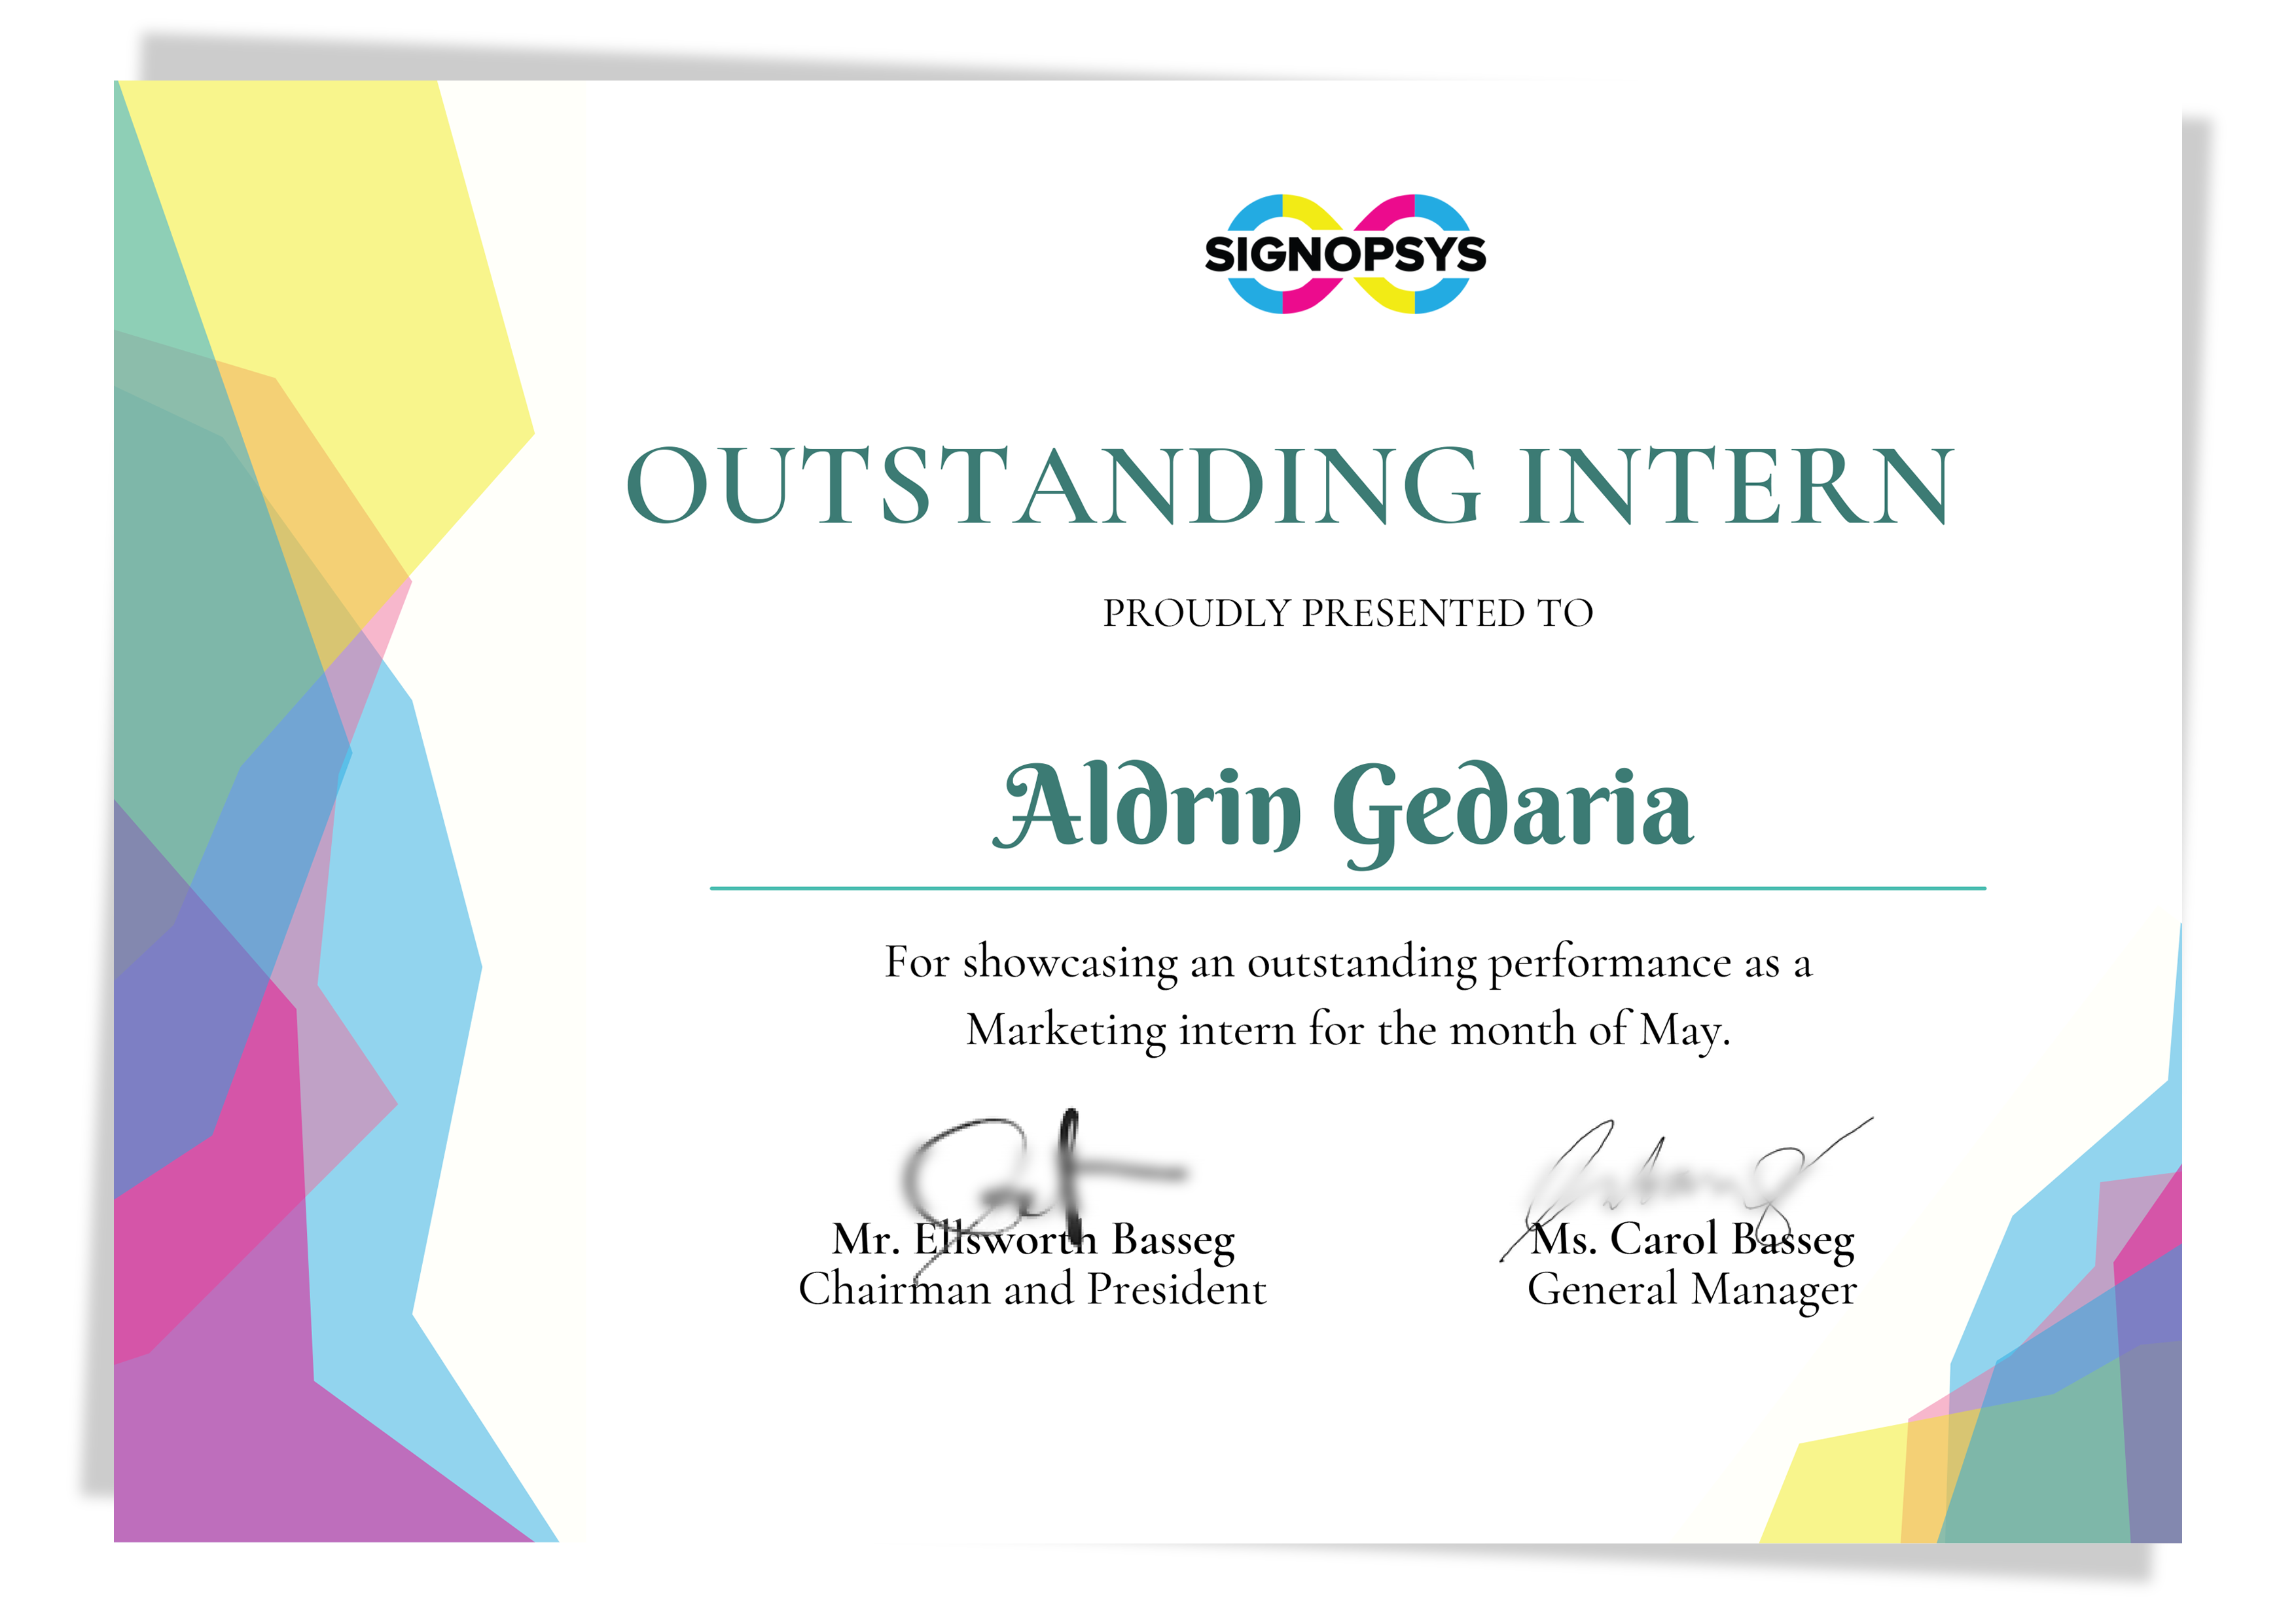 SIGNOPSYS
OUTSTANDING INTERN
PROUDLY PRESENTED TO
Aldrin Gedaria
For showcasing an outstanding performance as a
Marketing intern for the month of May.
Mr. Ellsworth Basseg
Chairman and President
Ms. Carol Basseg
General Manager